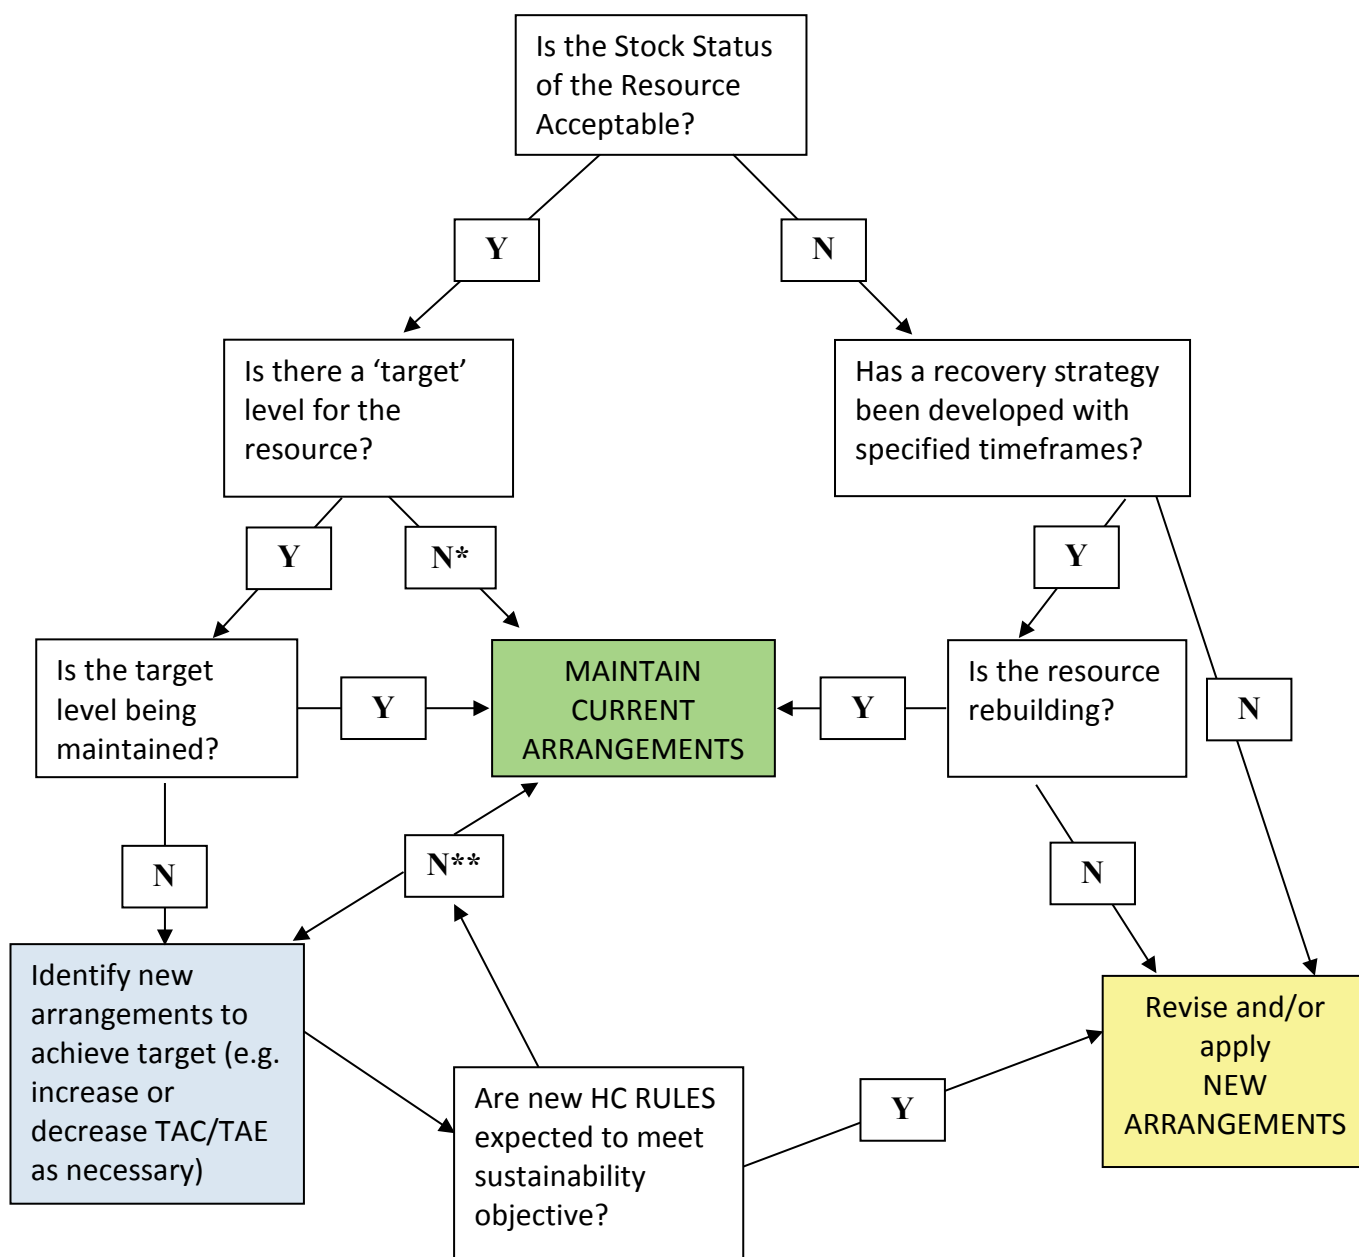 Is the Stock Status
of the Resource
Acceptable?
Y
N
Is there a ‘target’
level for the
resource?
Has a recovery strategy
been developed with
specified timeframes?
Y
N*
Y
N
Is the target
level being
maintained?
Y
MAINTAIN
CURRENT
ARRANGEMENTS
Y
Is the resource
rebuilding?
N
N**
N
Identify new
arrangements to
achieve target (e.g.
increase or
decrease TAC/TAE
as necessary)
Are new HC RULES
expected to meet
sustainability
objective?
Y
Revise and/or
apply
NEW
ARRANGEMENTS